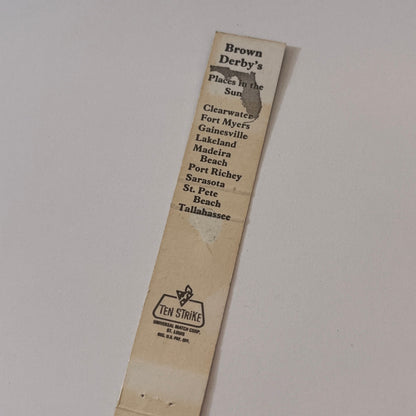 Brown
Derby's
Places in the
Sun
Clearwater
Fort Myers
Gainesville
Lakeland
Madeira
Beach
Port Richey
Sarasota
St. Pete
Beach
Tallahassee
TEN STRIKE
UNIVERSAL MATCH CORP.
ST. LOUIS
REG. U.S. PAT. OFF.